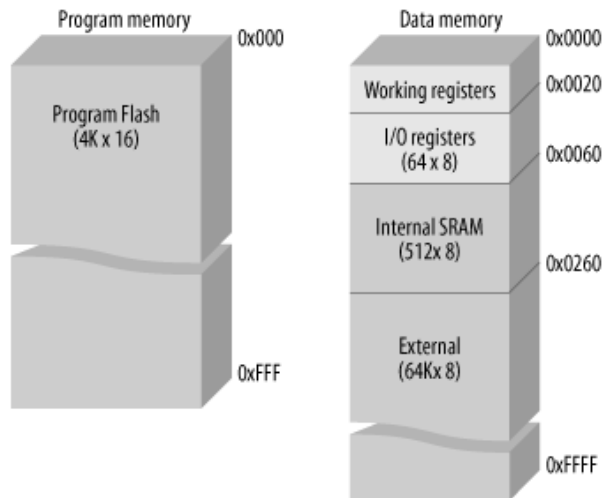 Program memory
0x000
Program Flash
(4K x 16)
0xFFF
Data memory
0x0000
Working registers
0x0020
I/O registers
(64 x 8)
0x0060
Internal SRAM
(512x 8)
0x0260
External
(64Kx 8)
0xFFFF